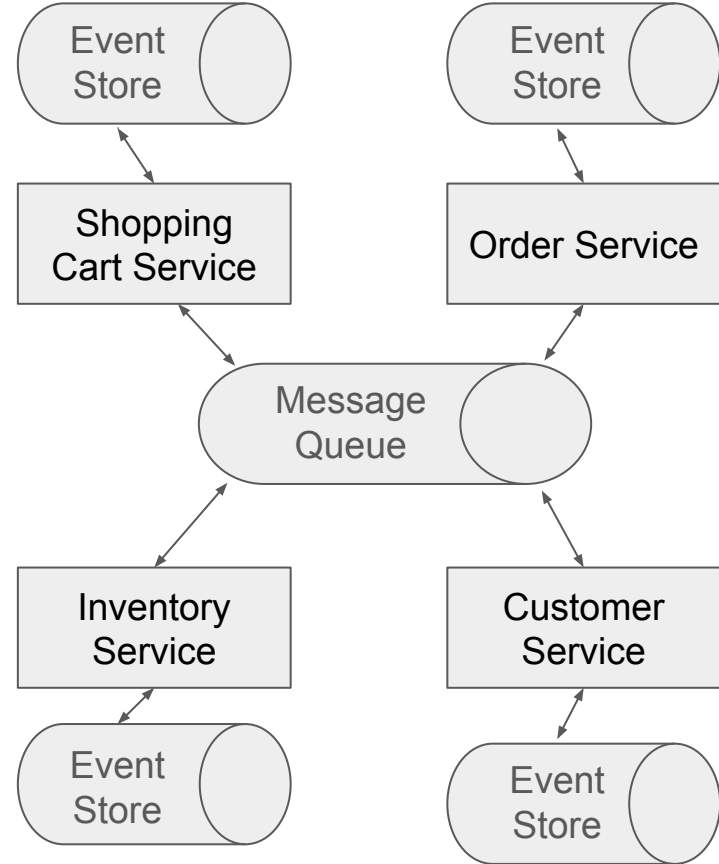 Event
Store
Event
Store
Shopping
Cart Service
Order Service
Message
Queue
Inventory
Service
Customer
Service
Event
Store
Event
Store